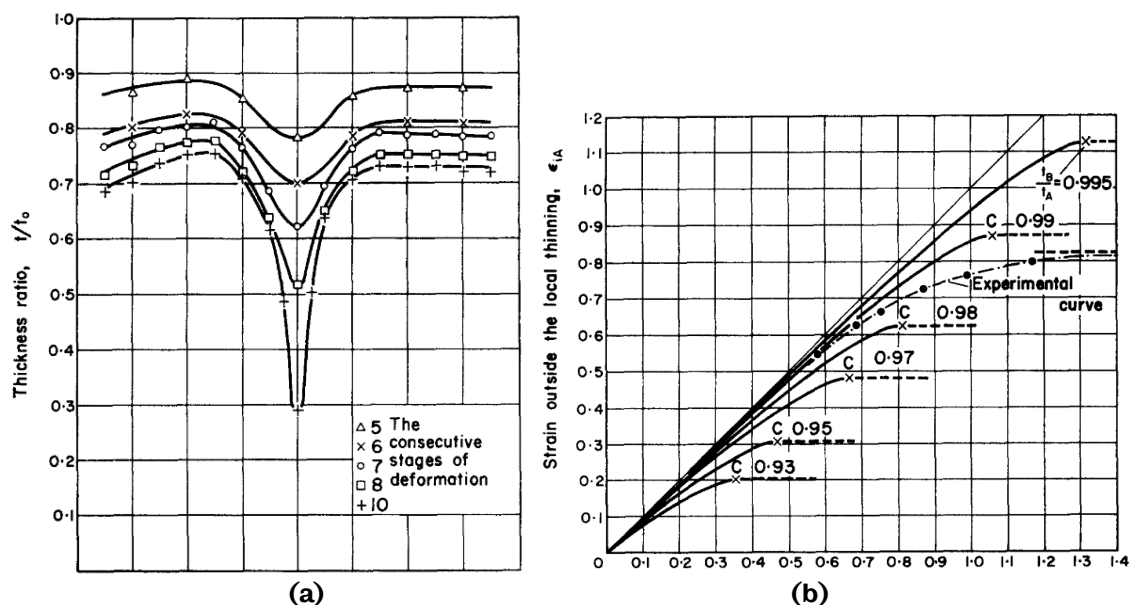 1·0
0·9
0·8
0·7
0·6
0·5
0·4
0·3
0·2
0·1
Thickness ratio, t/t₀
△ 5 The
× 6 consecutive
○ 7 stages of
□ 8 deformation
+ 10
(a)
1·2
1·1
1·0
0·9
0·8
0·7
0·6
0·5
0·4
0·3
0·2
0·1
0
Strain outside the local thinning, ϵiA
tB/tA=0·995
C 0·99
Experimental
curve
C 0·98
C 0·97
C 0·95
C 0·93
0·1 0·2 0·3 0·4 0·5 0·6 0·7 0·8 0·9 1·0 1·1 1·2 1·3 1·4
(b)